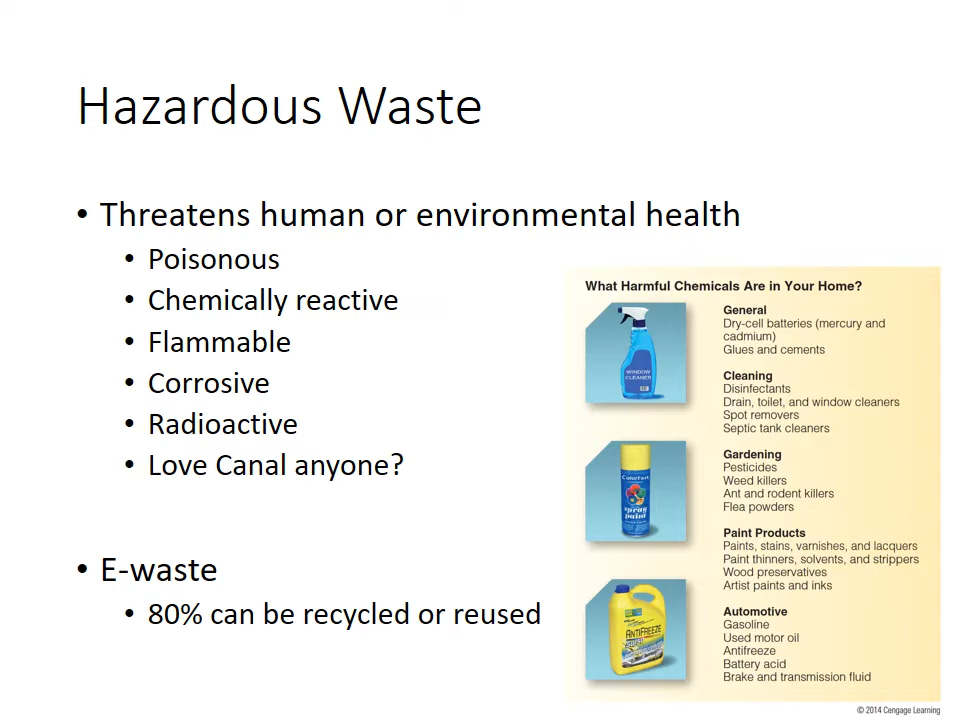 Hazardous Waste
• Threatens human or environmental health
• Poisonous
• Chemically reactive
• Flammable
• Corrosive
• Radioactive
• Love Canal anyone?
• E-waste
• 80% can be recycled or reused
What Harmful Chemicals Are in Your Home?
WINDOW
CLEANER
General
Dry-cell batteries (mercury and
cadmium)
Glues and cements
Cleaning
Disinfectants
Drain, toilet, and window cleaners
Spot removers
Septic tank cleaners
Colorfast
spray
paint
Gardening
Pesticides
Weed killers
Ant and rodent killers
Flea powders
Paint Products
Paints, stains, varnishes, and lacquers
Paint thinners, solvents, and strippers
Wood preservatives
Artist paints and inks
ANTIFREEZE
Automotive
Gasoline
Used motor oil
Antifreeze
Battery acid
Brake and transmission fluid
© 2014 Cengage Learning